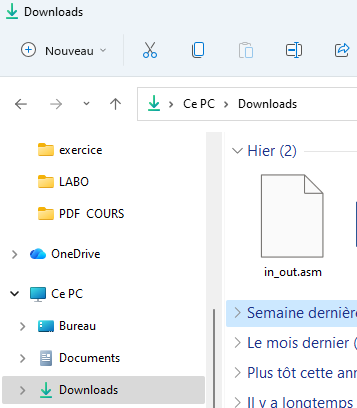 Downloads
Nouveau
Ce PC > Downloads
exercice
LABO
PDF COURS
OneDrive
Ce PC
Bureau
Documents
Downloads
Hier (2)
in_out.asm
Semaine dernière
Le mois dernier (
Plus tôt cette ann
Il y a longtemps